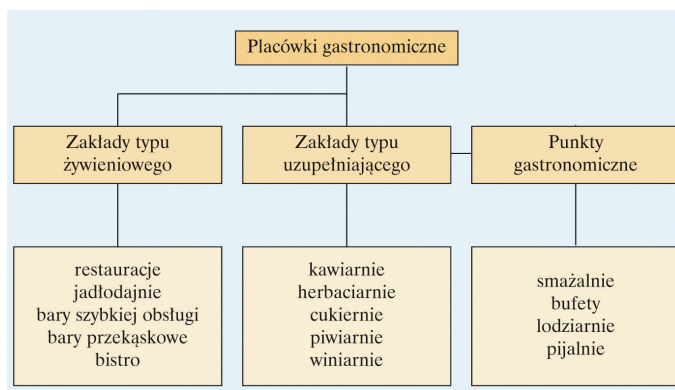 Placówki gastronomiczne
Zakłady typu
żywieniowego
Zakłady typu
uzupełniającego
Punkty
gastronomiczne
restauracje
jadłodajnie
bary szybkiej obsługi
bary przekąskowe
bistro
kawiarnie
herbaciarnie
cukiernie
piwiarnie
winiarnie
smażalnie
bufety
lodziarnie
pijalnie